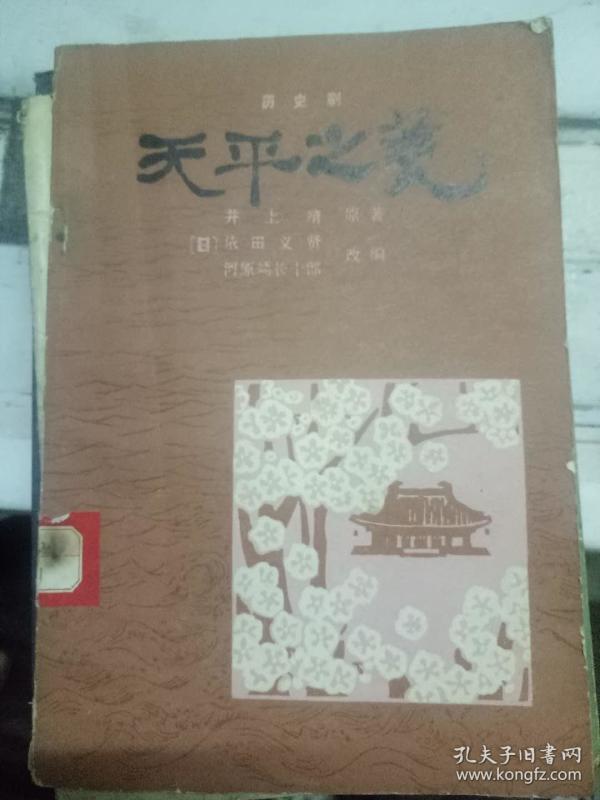 历史剧
天平之甍
井上靖 原著
[日]依田义贤
河原崎长十郎 改编
孔夫子旧书网
www.kongfz.com